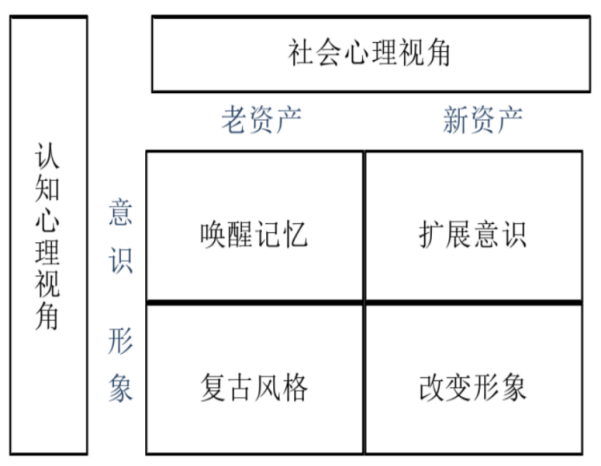 社会心理视角
老资产 新资产
认知心理视角
意识
唤醒记忆 扩展意识
形象
复古风格 改变形象